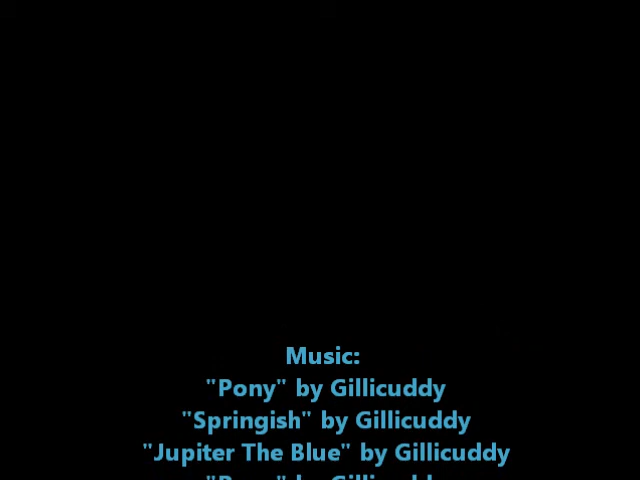 Music:
"Pony" by Gillicuddy
"Springish" by Gillicuddy
"Jupiter The Blue" by Gillicuddy